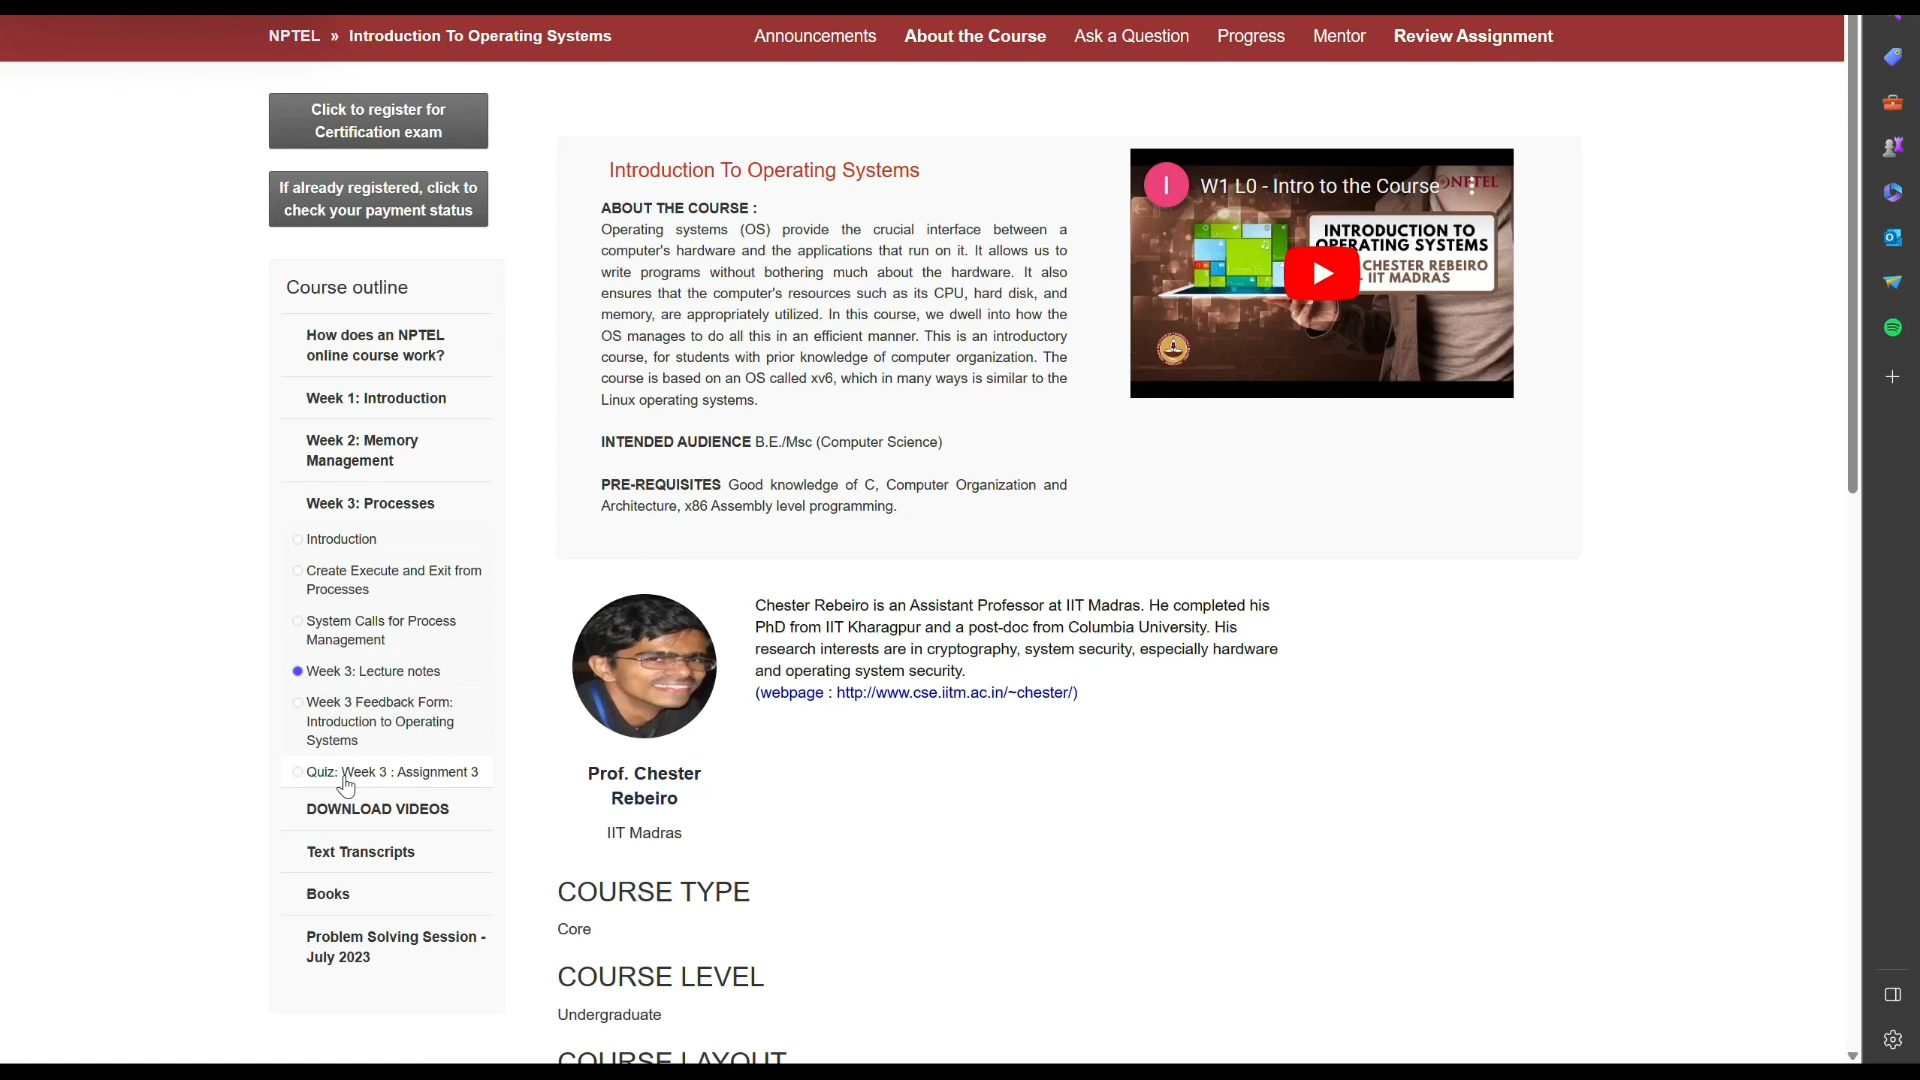 NPTEL » Introduction To Operating Systems
Announcements About the Course Ask a Question Progress Mentor Review Assignment
Click to register for
Certification exam
If already registered, click to
check your payment status
Course outline
How does an NPTEL
online course work?
Week 1: Introduction
Week 2: Memory
Management
Week 3: Processes
Introduction
Create Execute and Exit from
Processes
System Calls for Process
Management
Week 3: Lecture notes
Week 3 Feedback Form:
Introduction to Operating
Systems
Quiz: Week 3 : Assignment 3
DOWNLOAD VIDEOS
Text Transcripts
Books
Problem Solving Session -
July 2023
Introduction To Operating Systems
ABOUT THE COURSE :
Operating systems (OS) provide the crucial interface between a
computer's hardware and the applications that run on it. It allows us to
write programs without bothering much about the hardware. It also
ensures that the computer's resources such as its CPU, hard disk, and
memory, are appropriately utilized. In this course, we dwell into how the
OS manages to do all this in an efficient manner. This is an introductory
course, for students with prior knowledge of computer organization. The
course is based on an OS called xv6, which in many ways is similar to the
Linux operating systems.
INTENDED AUDIENCE B.E./Msc (Computer Science)
PRE-REQUISITES Good knowledge of C, Computer Organization and
Architecture, x86 Assembly level programming.
I W1 L0 - Intro to the Course NPTEL
INTRODUCTION TO
OPERATING SYSTEMS
CHESTER REBEIRO
- IIT MADRAS
Chester Rebeiro is an Assistant Professor at IIT Madras. He completed his
PhD from IIT Kharagpur and a post-doc from Columbia University. His
research interests are in cryptography, system security, especially hardware
and operating system security.
(webpage : http://www.cse.iitm.ac.in/~chester/)
Prof. Chester
Rebeiro
IIT Madras
COURSE TYPE
Core
COURSE LEVEL
Undergraduate
COURSE LAYOUT